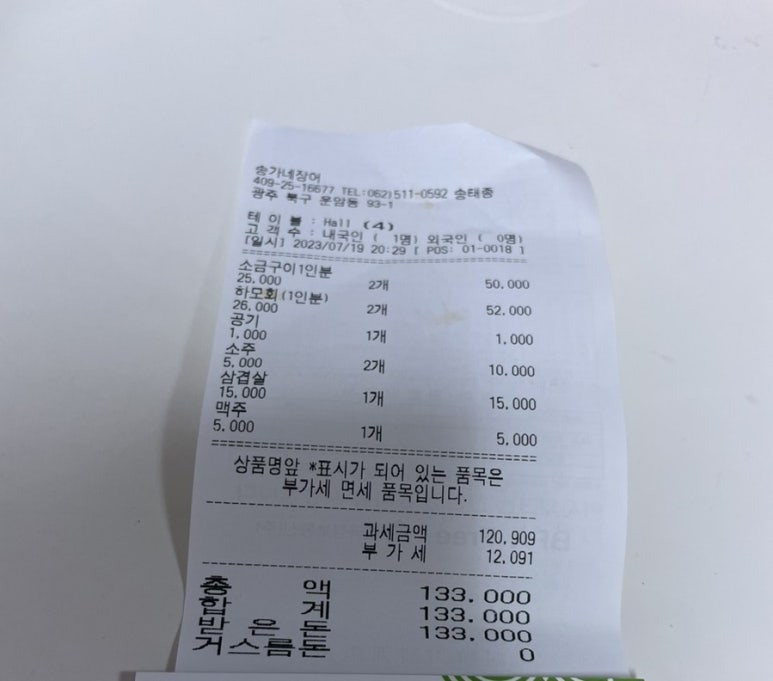 송가네장어
409-25-16677 TEL:062)511-0592 송태종
광주 북구 운암동 93-1
테 이 블 : Hall (4)
고 객 수 : 내국인 ( 1명) 외국인 ( 0명)
[일시] 2023/07/19 20:29 [ POS: 01-0018 ]
소금구이1인분
25.000 2개 50.000
하모회(1인분)
26.000 2개 52.000
공기
1.000 1개 1.000
소주
5.000 2개 10.000
삼겹살
15.000 1개 15.000
맥주
5.000 1개 5.000
상품명앞 *표시가 되어 있는 품목은
부가세 면세 품목입니다.
과세금액 120,909
부 가 세 12,091
총 액 133.000
합 계 133.000
받 은 돈 133.000
거스름돈 0